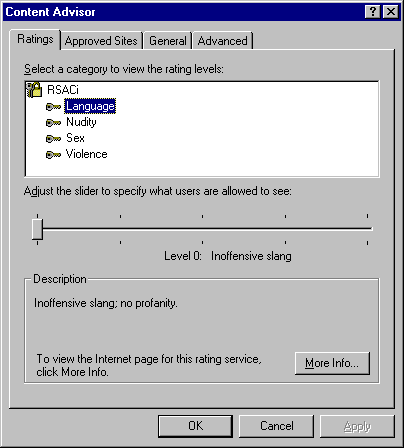 Content Advisor
Ratings Approved Sites General Advanced
Select a category to view the rating levels:
RSACi
Language
Nudity
Sex
Violence
Adjust the slider to specify what users are allowed to see:
Level 0: Inoffensive slang
Description
Inoffensive slang; no profanity.
To view the Internet page for this rating service,
click More Info.
More Info...
OK Cancel Apply